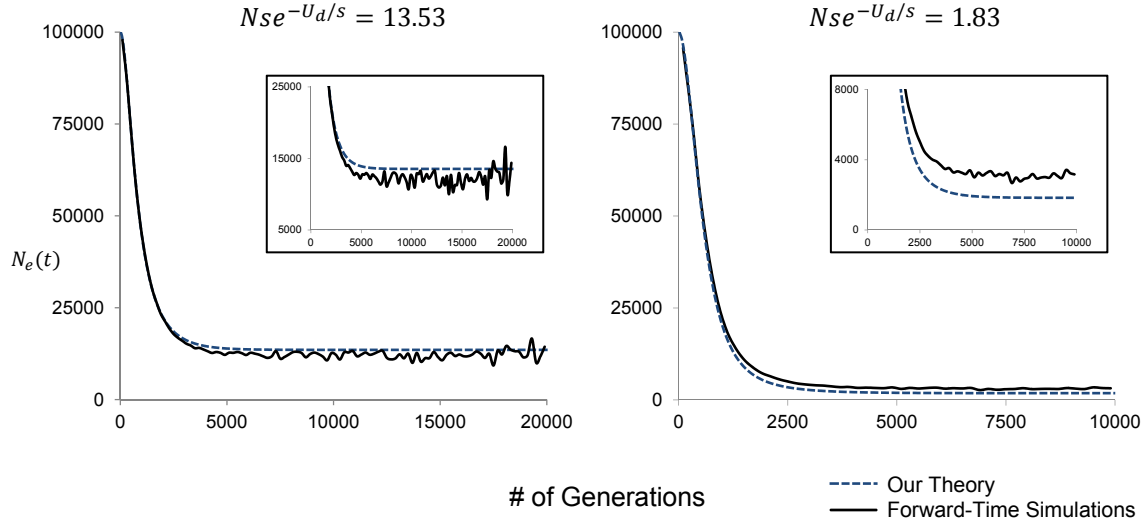 Nse^{-U_d/s} = 13.53
Nse^{-U_d/s} = 1.83
N_e(t)
100000
75000
50000
25000
0
0 5000 10000 15000 20000
25000
15000
5000
0 5000 10000 15000 20000
100000
75000
50000
25000
0
0 2500 5000 7500 10000
8000
4000
0
0 2500 5000 7500 10000
# of Generations
Our Theory
Forward-Time Simulations